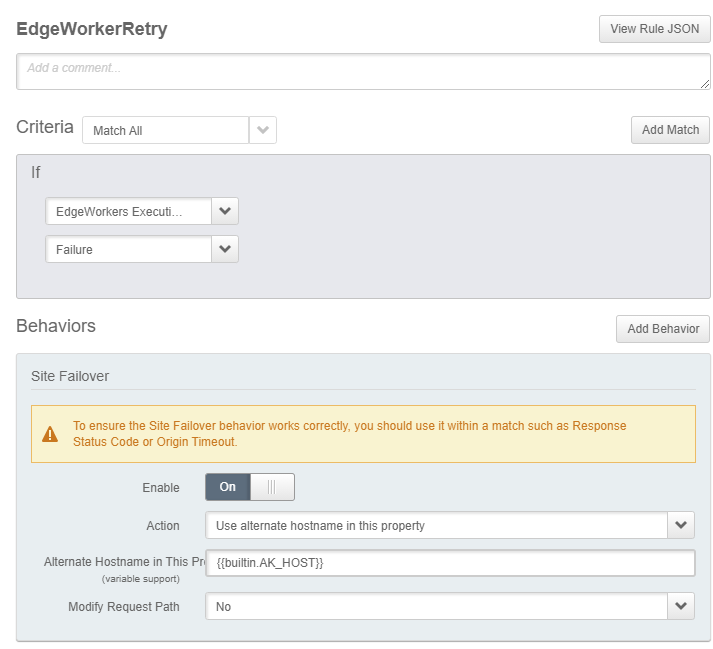 EdgeWorkerRetry
View Rule JSON
Add a comment...
Criteria
Match All
Add Match
If
EdgeWorkers Executi...
Failure
Behaviors
Add Behavior
Site Failover
To ensure the Site Failover behavior works correctly, you should use it within a match such as Response
Status Code or Origin Timeout.
Enable
On
Action
Use alternate hostname in this property
Alternate Hostname in This Pr
{{builtin.AK_HOST}}
(variable support)
Modify Request Path
No